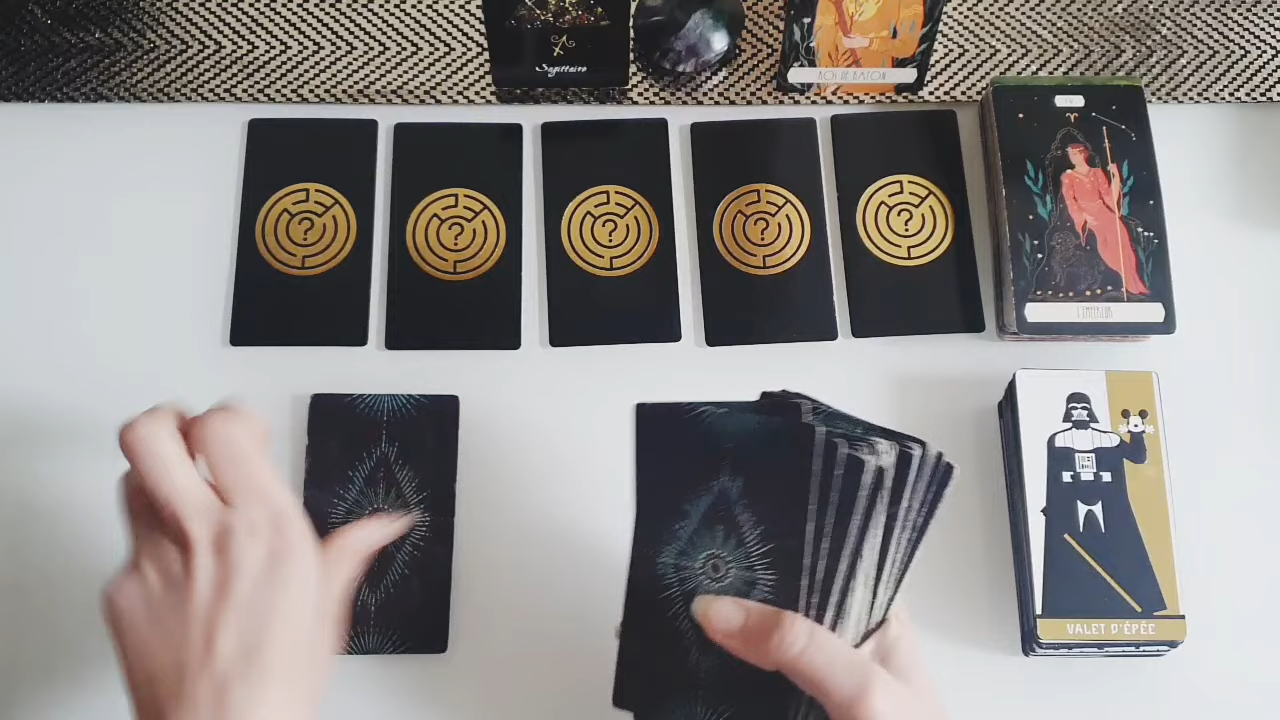 Sagittaire
ROI DE BATON
?
?
?
?
?
L'EMPEREUR
VALET D'ÉPÉE